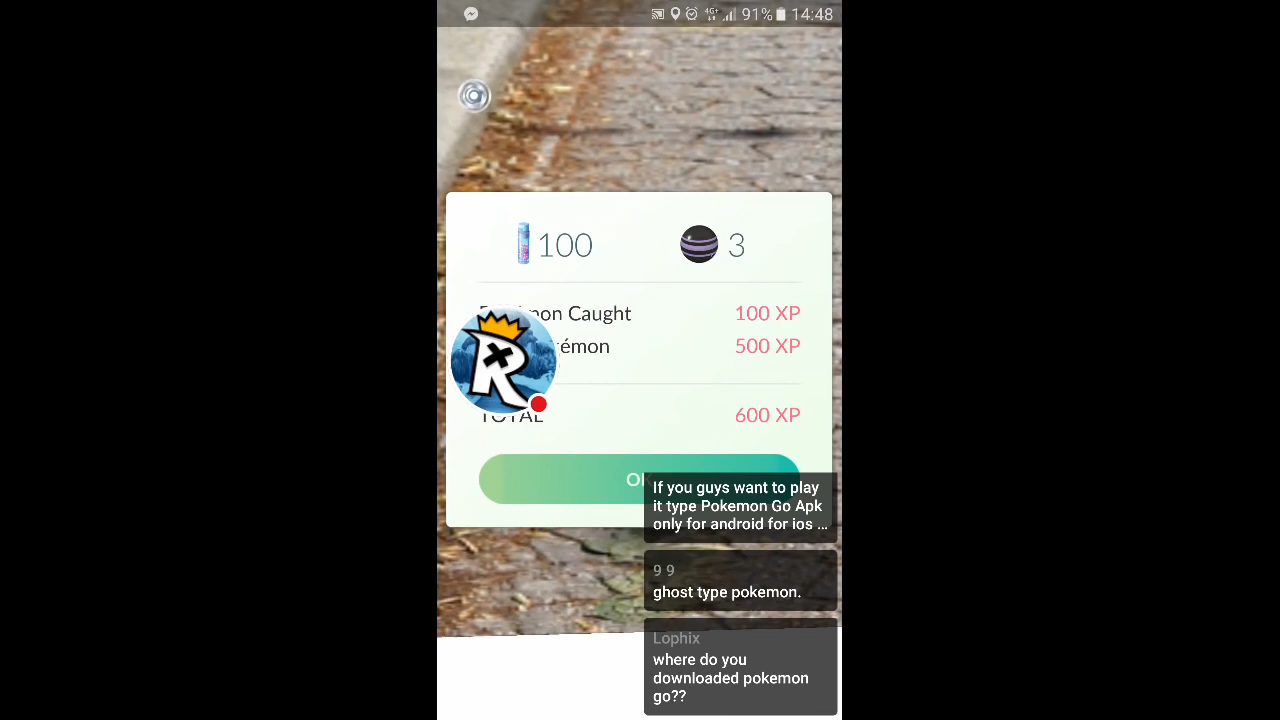 4G+ 91% 14:48
100 3
Caught 100 XP
500 XP
TOTAL 600 XP
If you guys want to play
it type Pokemon Go Apk
only for android for ios ...
9 9
ghost type pokemon.
Lophix
where do you
downloaded pokemon
go??
R